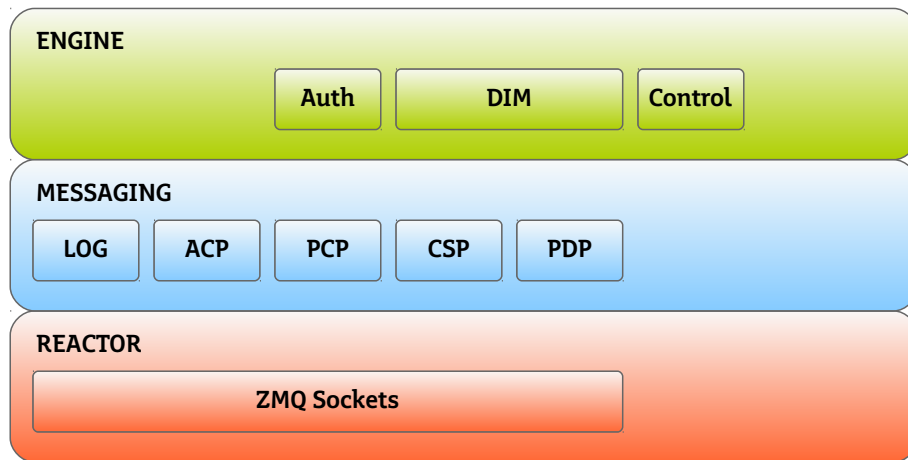 ENGINE
Auth DIM Control
MESSAGING
LOG ACP PCP CSP PDP
REACTOR
ZMQ Sockets